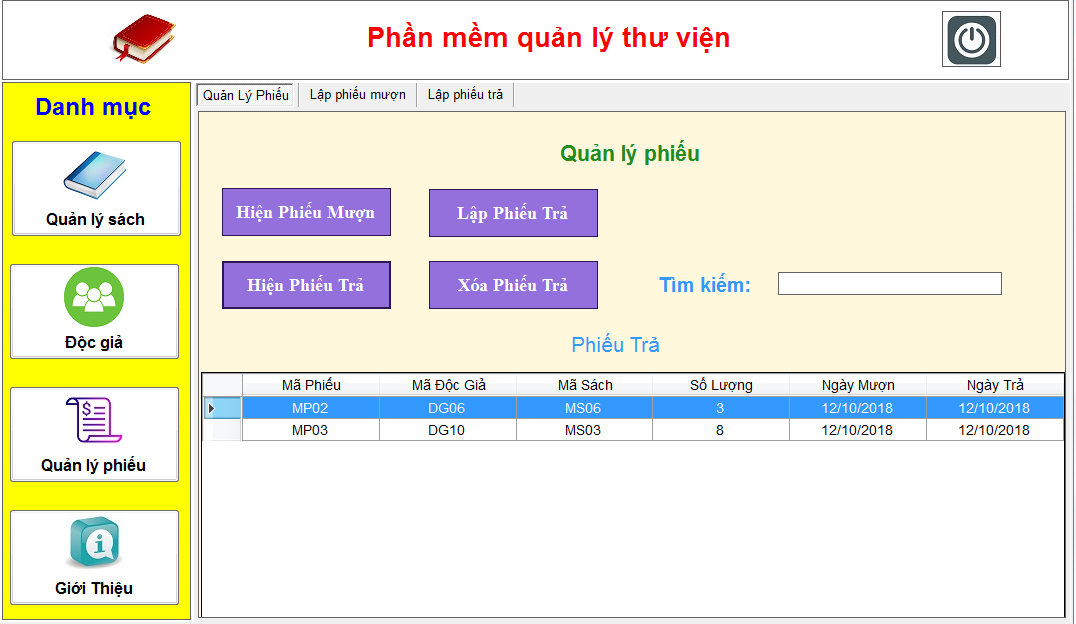 Phần mềm quản lý thư viện
Danh mục
Quản lý sách
Độc giả
Quản lý phiếu
Giới Thiệu
Quản Lý Phiếu Lập phiếu mượn Lập phiếu trả
Quản lý phiếu
Hiện Phiếu Mượn Lập Phiếu Trả
Hiện Phiếu Trả Xóa Phiếu Trả Tìm kiếm:
Phiếu Trả
Mã Phiếu Mã Độc Giả Mã Sách Số Lượng Ngày Mượn Ngày Trả
MP02 DG06 MS06 3 12/10/2018 12/10/2018
MP03 DG10 MS03 8 12/10/2018 12/10/2018